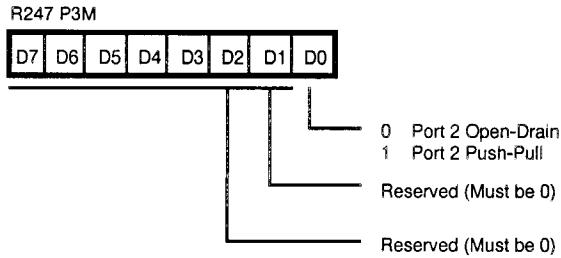 R247 P3M
D7 D6 D5 D4 D3 D2 D1 D0
0 Port 2 Open-Drain
1 Port 2 Push-Pull
Reserved (Must be 0)
Reserved (Must be 0)